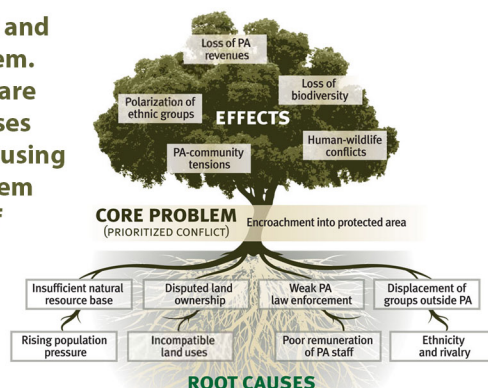 and
em.
are
ses
using
em
Loss of PA
revenues
Loss of
biodiversity
Polarization of
ethnic groups
EFFECTS
Human-wildlife
conflicts
PA-community
tensions
CORE PROBLEM
(PRIORITIZED CONFLICT)
Encroachment into protected area
Insufficient natural
resource base
Disputed land
ownership
Weak PA
law enforcement
Displacement of
groups outside PA
Rising population
pressure
Incompatible
land uses
Poor remuneration
of PA staff
Ethnicity
and rivalry
ROOT CAUSES